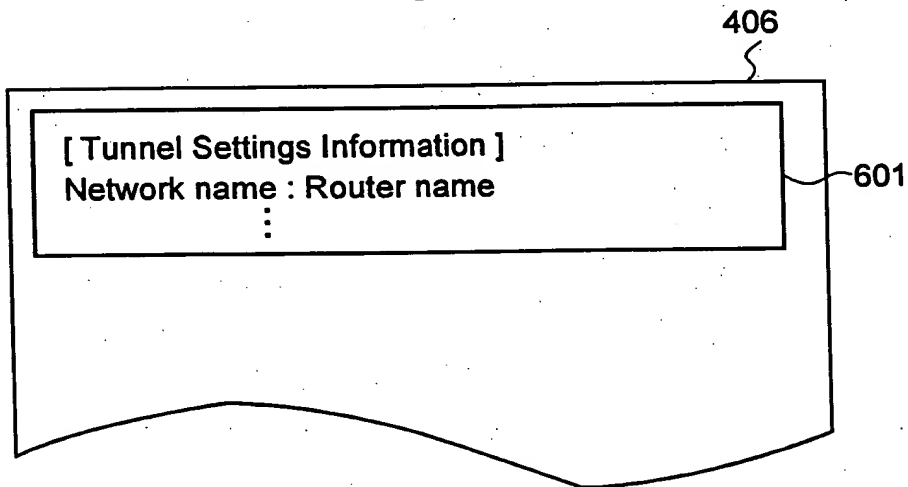 406
[ Tunnel Settings Information ]
Network name : Router name
⋮
601